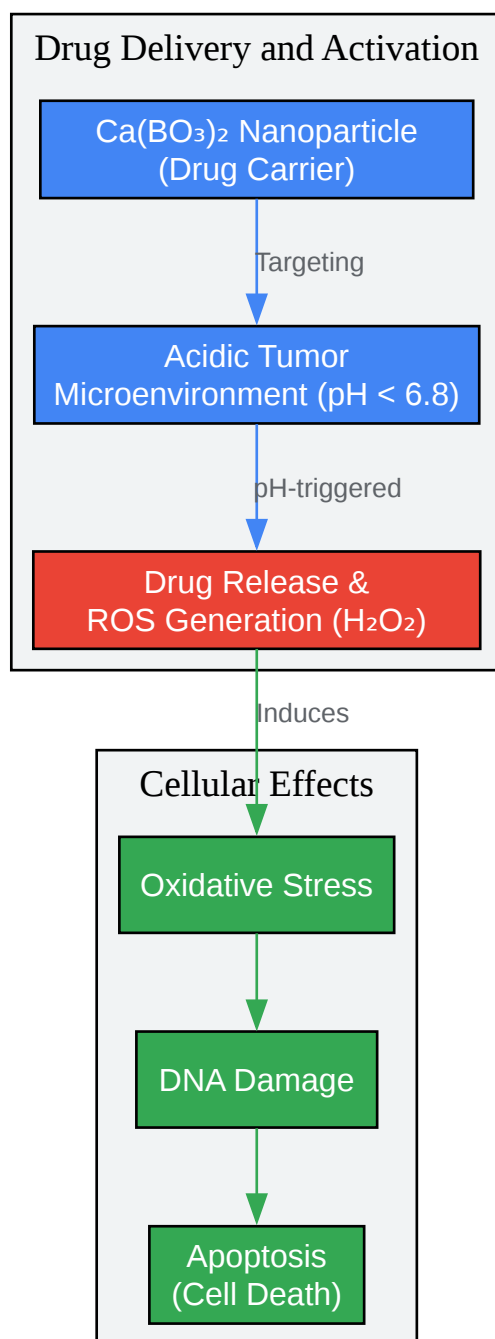 Drug Delivery and Activation
Ca(BO₃)₂ Nanoparticle
(Drug Carrier)
Targeting
Acidic Tumor
Microenvironment (pH < 6.8)
pH-triggered
Drug Release &
ROS Generation (H₂O₂)
Induces
Cellular Effects
Oxidative Stress
DNA Damage
Apoptosis
(Cell Death)